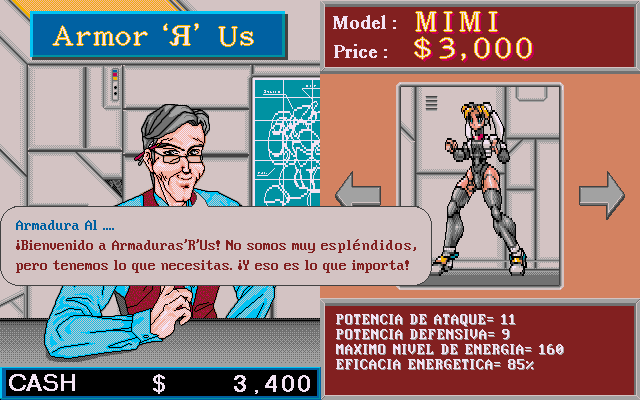 Armor ‘Я’ Us
Model : MIMI
Price : $3,000
Armadura Al ....
¡Bienvenido a Armaduras'R'Us! No somos muy espléndidos,
pero tenemos lo que necesitas. ¡Y eso es lo que importa!
POTENCIA DE ATAQUE= 11
POTENCIA DEFENSIVA= 9
MAXIMO NIVEL DE ENERGIA= 160
EFICACIA ENERGETICA= 85%
CASH $ 3,400